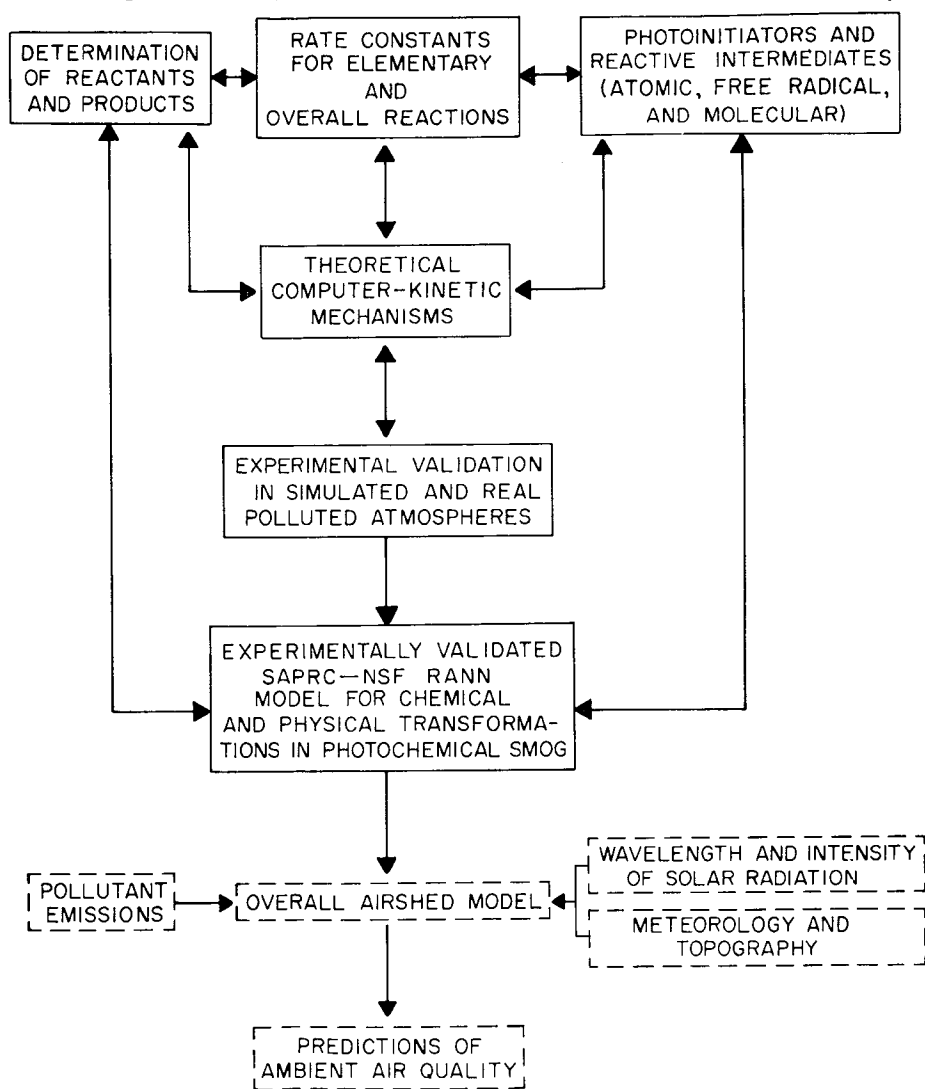 DETERMINATION
OF REACTANTS
AND PRODUCTS
RATE CONSTANTS
FOR ELEMENTARY
AND
OVERALL REACTIONS
PHOTOINITIATORS AND
REACTIVE INTERMEDIATES
(ATOMIC, FREE RADICAL,
AND MOLECULAR)
THEORETICAL
COMPUTER-KINETIC
MECHANISMS
EXPERIMENTAL VALIDATION
IN SIMULATED AND REAL
POLLUTED ATMOSPHERES
EXPERIMENTALLY VALIDATED
SAPRC—NSF RANN
MODEL FOR CHEMICAL
AND PHYSICAL TRANSFORMA-
TIONS IN PHOTOCHEMICAL SMOG
POLLUTANT
EMISSIONS
OVERALL AIRSHED MODEL
WAVELENGTH AND INTENSITY
OF SOLAR RADIATION
METEOROLOGY AND
TOPOGRAPHY
PREDICTIONS OF
AMBIENT AIR QUALITY